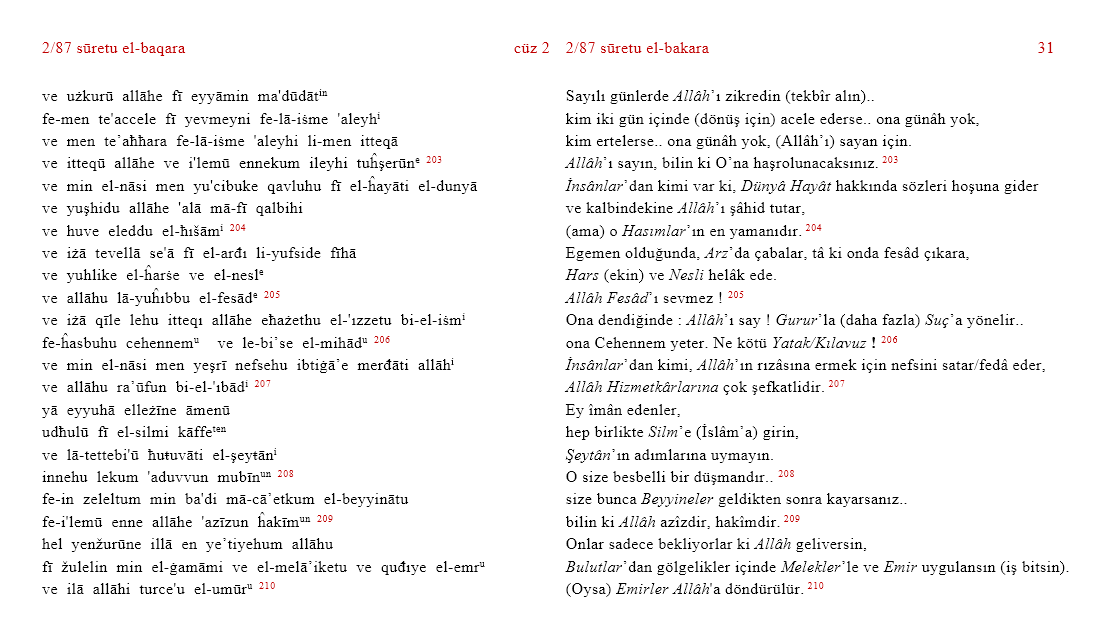 2/87 sūretu el-baqara
cüz 2
ve użkurū allāhe fī eyyāmin ma'dūdātⁱⁿ
fe-men te'accele fī yevmeyni fe-lā-iśme 'aleyhⁱ
ve men te’aħħara fe-lā-iśme 'aleyhi li-men itteqā
ve itteqū allāhe ve i'lemū ennekum ileyhi tuĥşerūnᵉ 203
ve min el-nāsi men yu'cibuke qavluhu fī el-ĥayāti el-dunyā
ve yuşhidu allāhe 'alā mā-fī qalbihi
ve huve eleddu el-ħıšāmⁱ 204
ve iżā tevellā se'ā fī el-arđı li-yufside fīhā
ve yuhlike el-ĥarśe ve el-neslᵉ
ve allāhu lā-yuĥıbbu el-fesādᵉ 205
ve iżā qīle lehu itteqı allāhe eħażethu el-'ızzetu bi-el-iśmⁱ
fe-ĥasbuhu cehennemᵘ ve le-bi’se el-mihādᵘ 206
ve min el-nāsi men yeşrī nefsehu ibtiġā’e merđāti allāhⁱ
ve allāhu ra’ūfun bi-el-'ıbādⁱ 207
yā eyyuhā elleżīne āmenū
udħulū fī el-silmi kāffeᵗᵉⁿ
ve lā-tettebi'ū ħuŧuvāti el-şeyŧānⁱ
innehu lekum 'aduvvun mubīnᵘⁿ 208
fe-in zeleltum min ba'di mā-cā’etkum el-beyyinātu
fe-i'lemū enne allāhe 'azīzun ĥakīmᵘⁿ 209
hel yenžurūne illā en ye’tiyehum allāhu
fī žulelin min el-ġamāmi ve el-melā’iketu ve quđıye el-emrᵘ
ve ilā allāhi turce'u el-umūrᵘ 210
2/87 sūretu el-bakara
31
Sayılı günlerde Allâh’ı zikredin (tekbîr alın)..
kim iki gün içinde (dönüş için) acele ederse.. ona günâh yok,
kim ertelerse.. ona günâh yok, (Allâh’ı) sayan için.
Allâh’ı sayın, bilin ki O’na haşrolunacaksınız. 203
İnsânlar’dan kimi var ki, Dünyâ Hayât hakkında sözleri hoşuna gider
ve kalbindekine Allâh’ı şâhid tutar,
(ama) o Hasımlar’ın en yamanıdır. 204
Egemen olduğunda, Arz’da çabalar, tâ ki onda fesâd çıkara,
Hars (ekin) ve Nesli helâk ede.
Allâh Fesâd’ı sevmez ! 205
Ona dendiğinde : Allâh’ı say ! Gurur’la (daha fazla) Suç’a yönelir..
ona Cehennem yeter. Ne kötü Yatak/Kılavuz ! 206
İnsânlar’dan kimi, Allâh’ın rızâsına ermek için nefsini satar/fedâ eder,
Allâh Hizmetkârlarına çok şefkatlidir. 207
Ey îmân edenler,
hep birlikte Silm’e (İslâm’a) girin,
Şeytân’ın adımlarına uymayın.
O size besbelli bir düşmandır.. 208
size bunca Beyyineler geldikten sonra kayarsanız..
bilin ki Allâh azîzdir, hakîmdir. 209
Onlar sadece bekliyorlar ki Allâh geliversin,
Bulutlar’dan gölgelikler içinde Melekler’le ve Emir uygulansın (iş bitsin).
(Oysa) Emirler Allâh'a döndürülür. 210